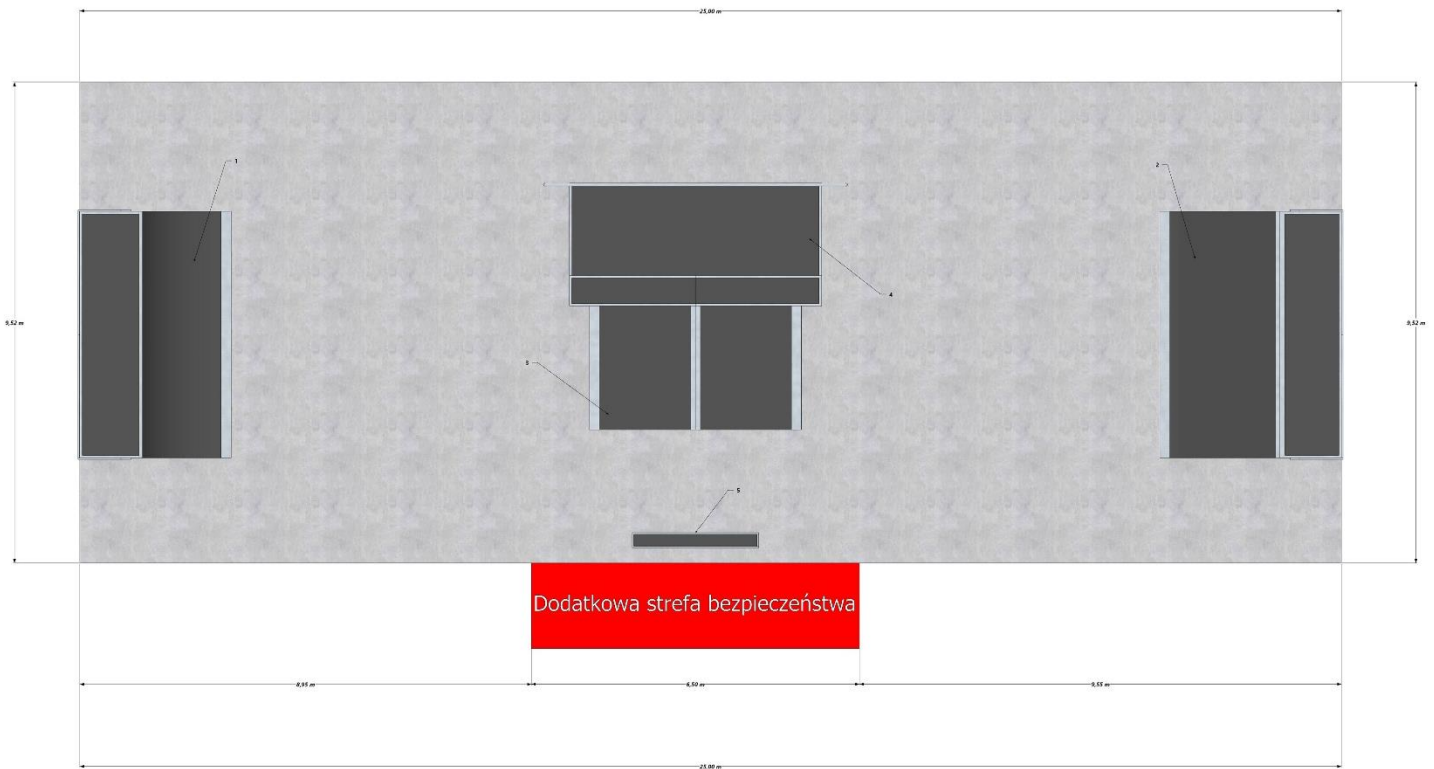 25,00 m
1
2
9,52 m
4
9,52 m
3
5
Dodatkowa strefa bezpieczeństwa
8,95 m
6,50 m
9,55 m
25,00 m